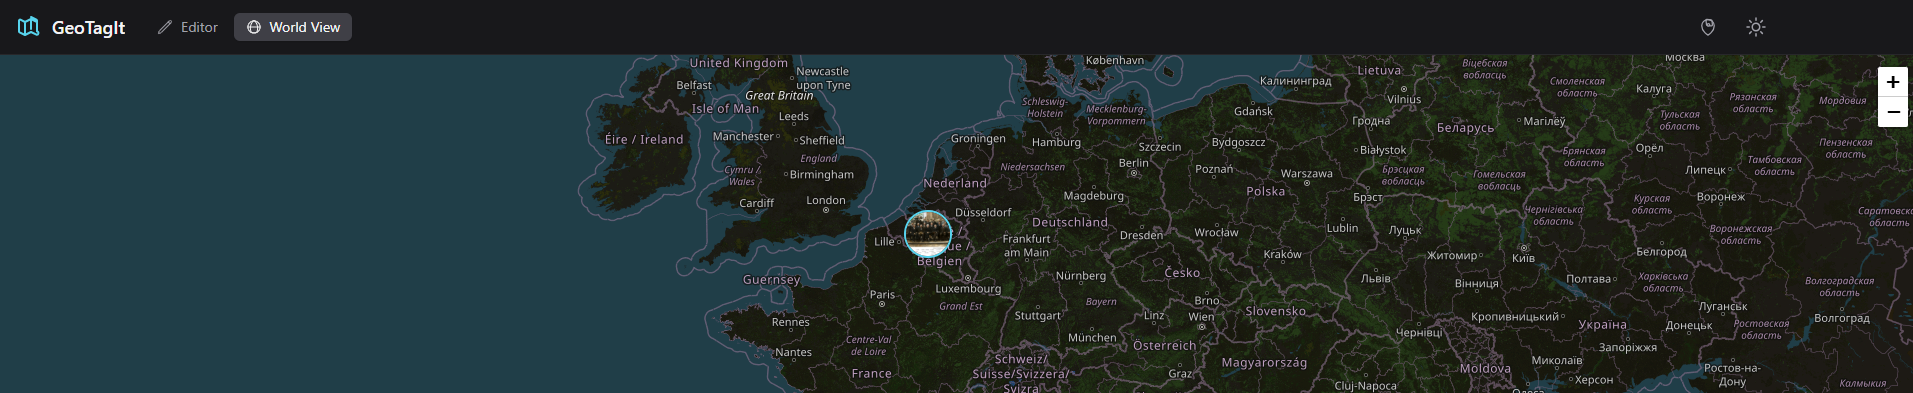 GeoTagIt
Editor
World View
København
Москва
United Kingdom
Newcastle
upon Tyne
Belfast
Great Britain
Isle of Man
Leeds
Éire / Ireland
Manchester
Sheffield
England
Cymru /
Wales
Birmingham
Cardiff
London
Guernsey
Schleswig-
Holstein
Mecklenburg-
Vorpommern
Groningen
Hamburg
Szczecin
Niedersachsen
Berlin
Nederland
Magdeburg
Düsseldorf
Deutschland
Lille
Belgien
Frankfurt
am Main
Dresden
Luxembourg
Nürnberg
Paris
Grand Est
Bayern
Stuttgart
Rennes
München
Nantes
Centre-Val
de Loire
France
Schweiz/
Suisse/Svizzera/
Svizra
Калининград
Lietuva
Віцебская
вобласць
Gdańsk
Vilnius
Гродна
Беларусь
Магілёў
Bydgoszcz
Białystok
Poznań
Warszawa
Polska
Брэсцкая
вобласць
Гомельская
вобласць
Брэст
Wrocław
Lublin
Луцьк
Чернігівська
область
Kraków
Житомир
Київ
Česko
Львів
Вінниця
Полтава
Brno
Linz
Wien
Slovensko
Österreich
Чернівці
Кропивницький
Україна
Graz
Magyarország
Moldova
Cluj-Napoca
Миколаїв
Херсон
Одеса
Запоріжжя
Смоленская
область
Калуга
Рязанская
область
Мордовия
Тульская
область
Брянская
область
Орёл
Пензенская
область
Липецк
Тамбовская
область
Курская
область
Воронеж
Саратовская
Воронежская
область
Белгород
Харківська
область
Волгоградская
область
Луганськ
Донецьк
Ростовская
область
Волгоград
Ростов-на-
Дону
Калмыкия
+
−